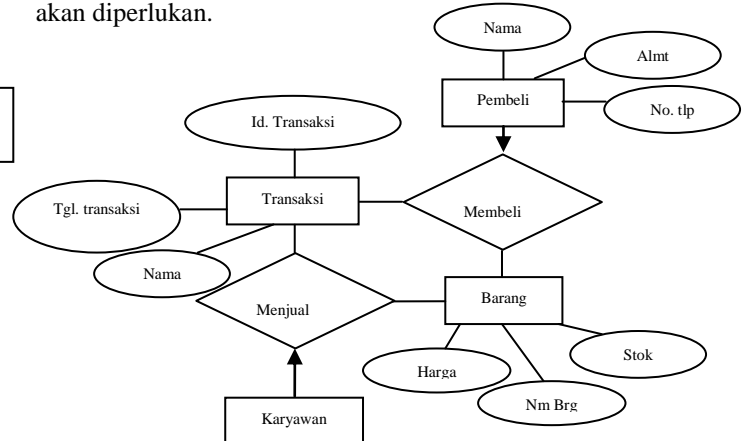 akan diperlukan.
Nama
Almt
Pembeli
No. tlp
Id. Transaksi
Transaksi
Tgl. transaksi
Membeli
Nama
Barang
Menjual
Stok
Harga
Nm Brg
Karyawan